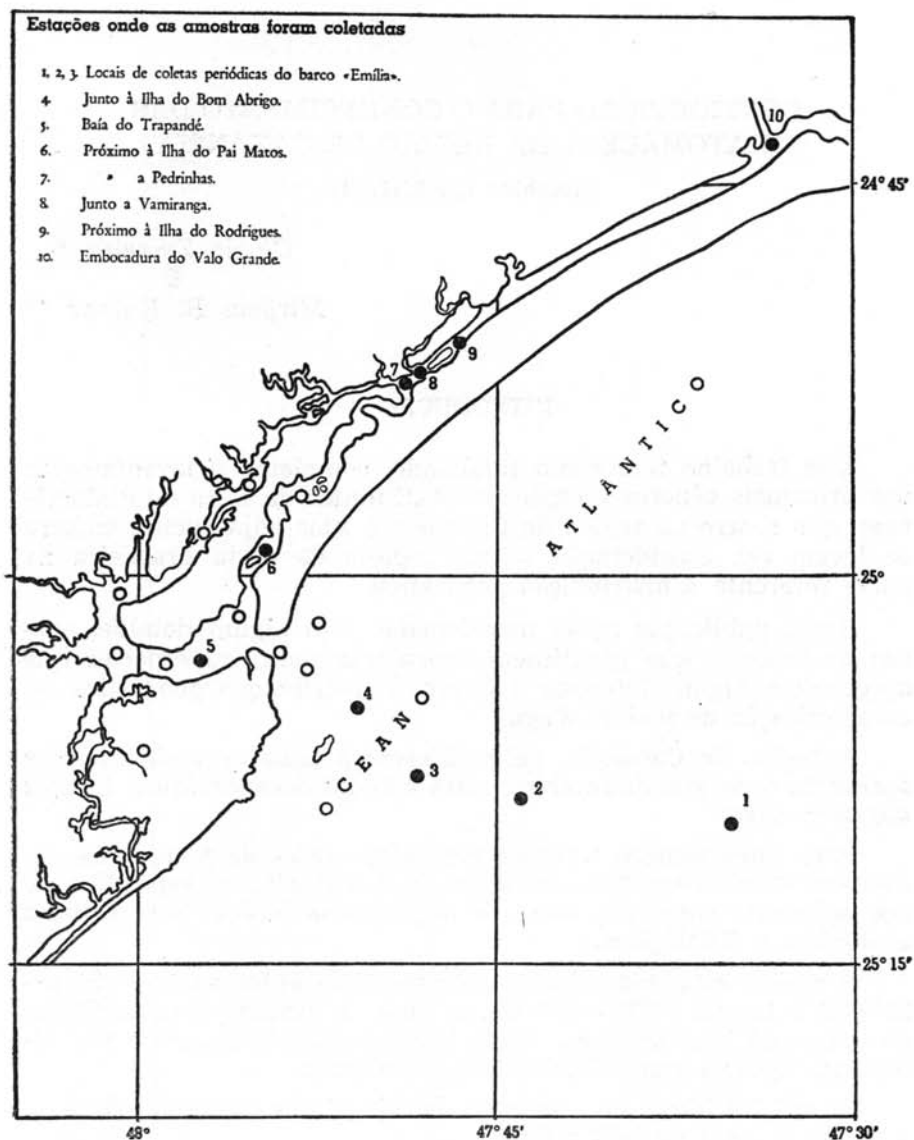 Estações onde as amostras foram coletadas
1, 2, 3. Locais de coletas periódicas do barco «Emília».
4. Junto à Ilha do Bom Abrigo.
5. Baía do Trapandé.
6. Próximo à Ilha do Pai Matos.
7. » a Pedrinhas.
8. Junto a Vamiranga.
9. Próximo à Ilha do Rodrigues.
10. Embocadura do Valo Grande.
10
24° 45'
9
7
8
OCEANO ATLÂNTICO
6
25°
5
4
3
2
1
25° 15'
48°
47° 45'
47° 30'